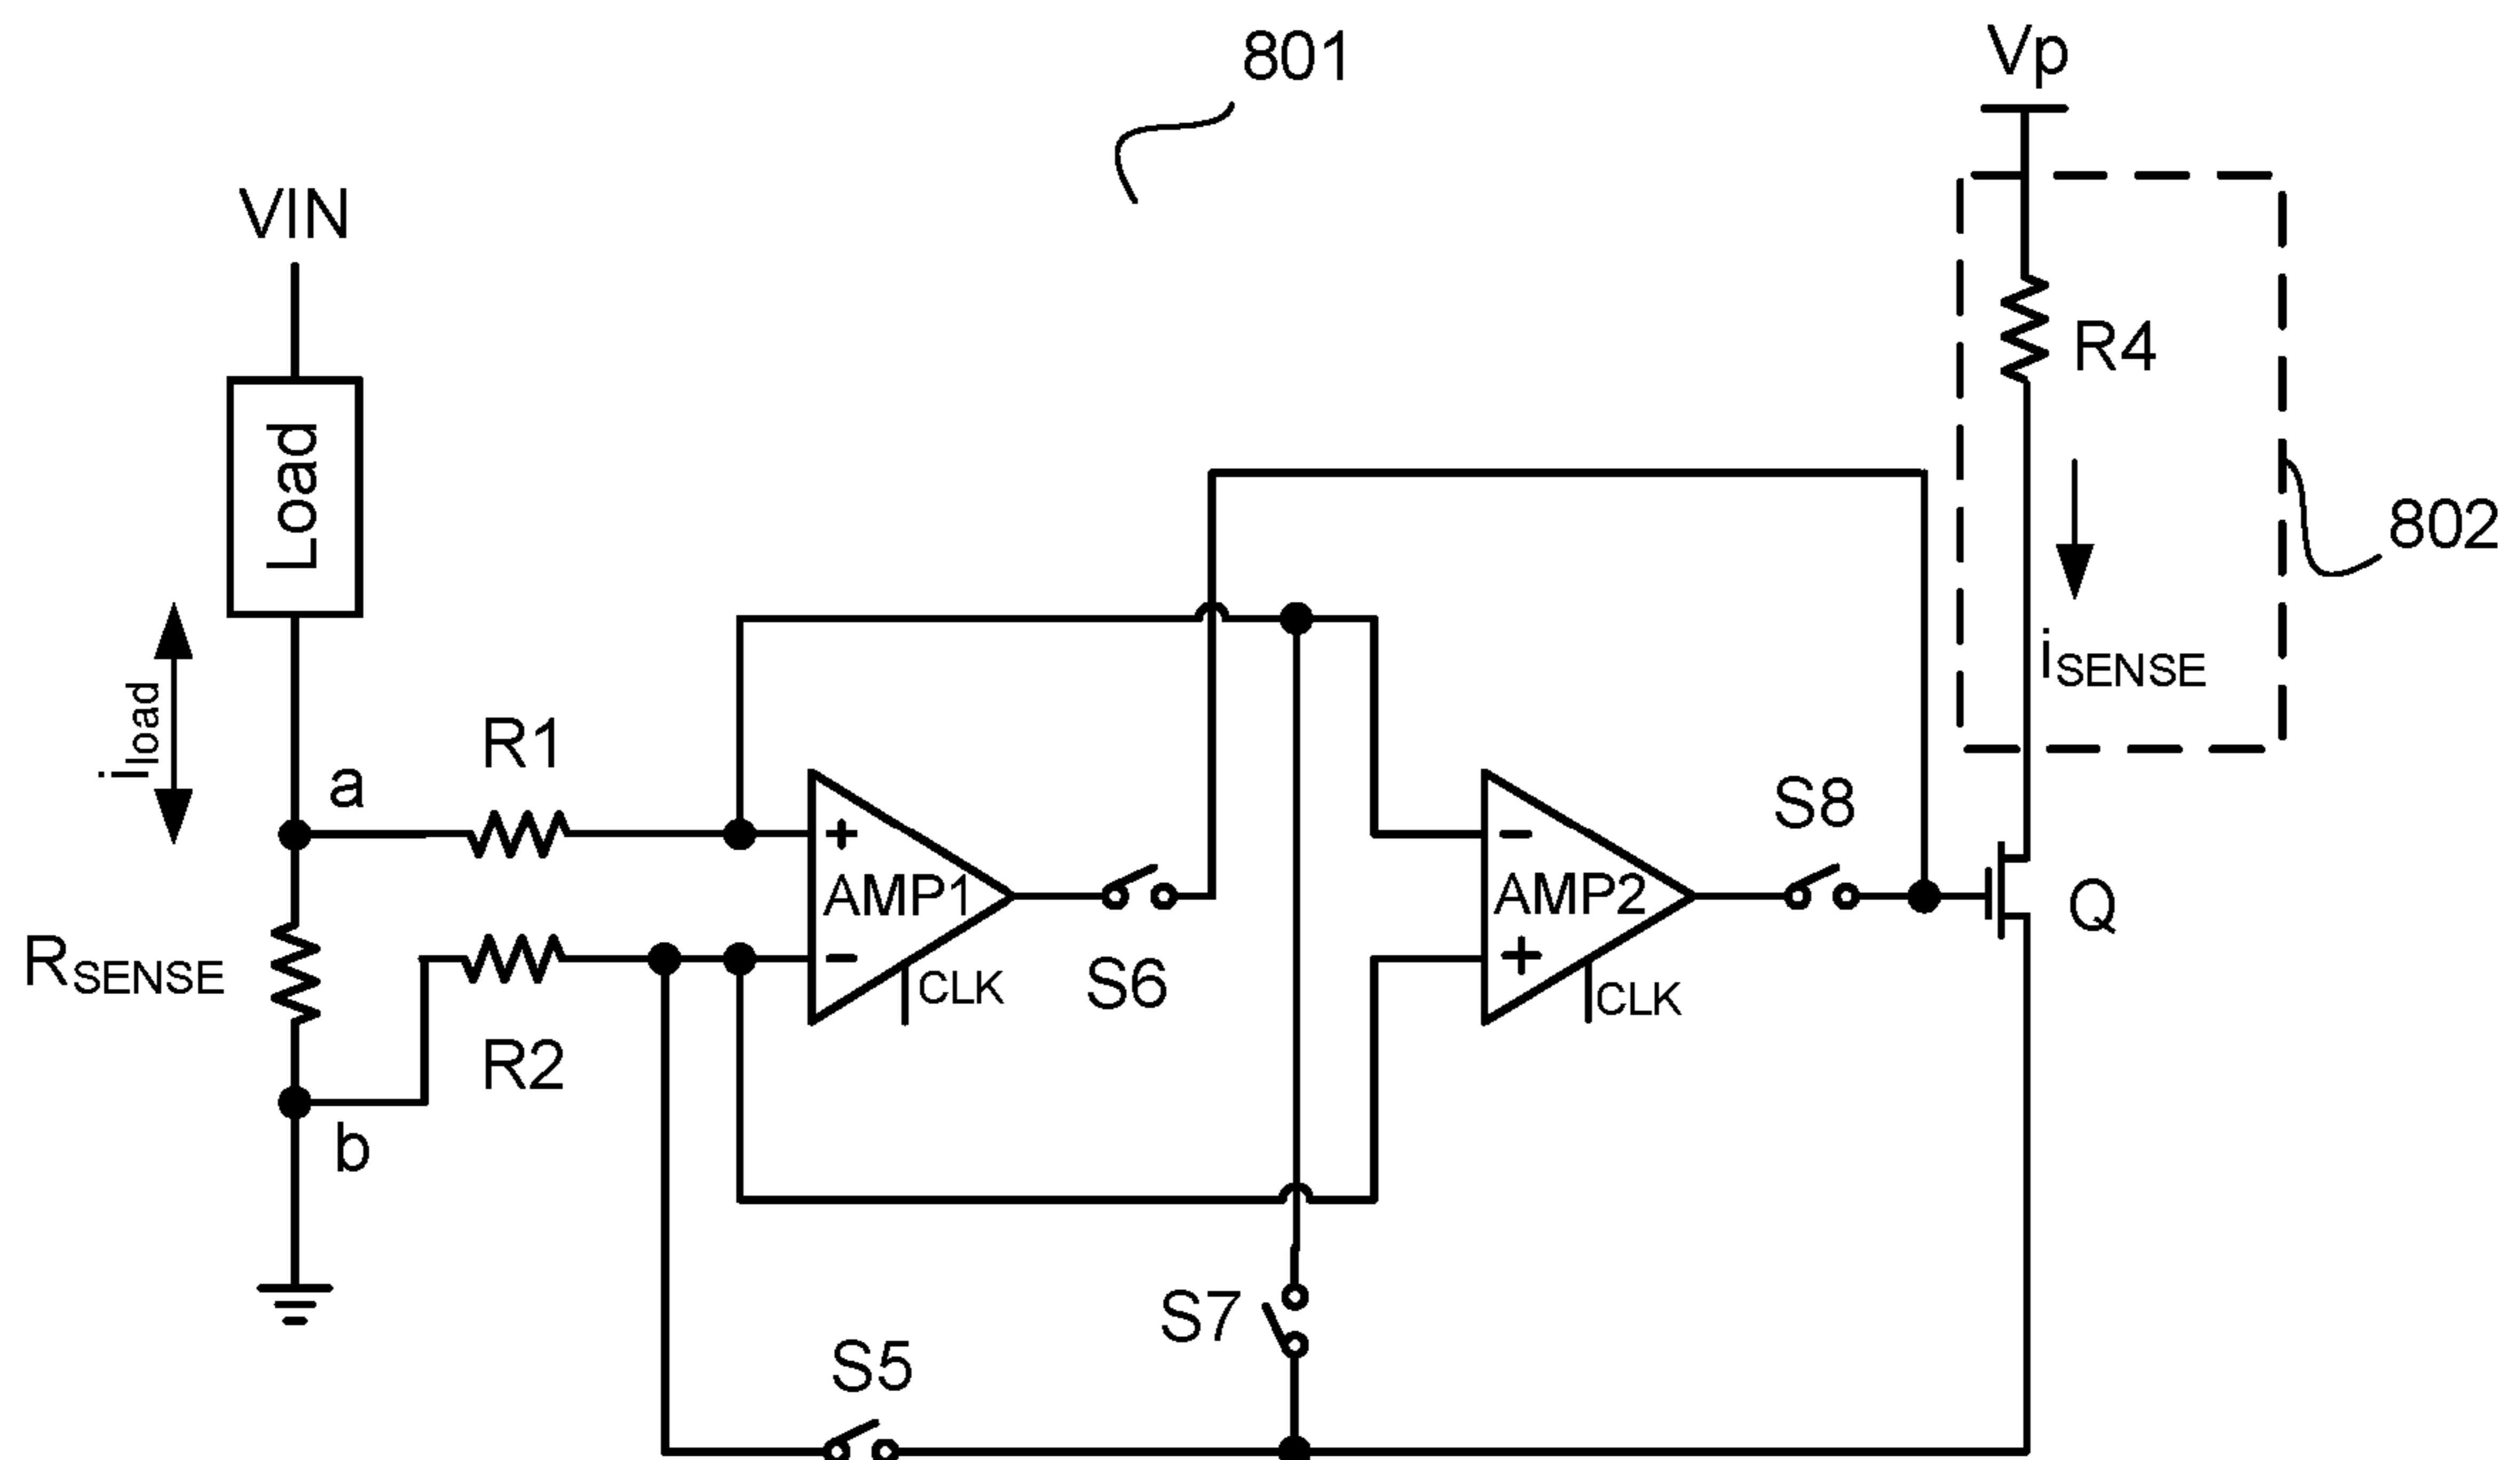 801
Vp
VIN
R4
Load
802
iSENSE
iload
R1
a
S8
+
−
AMP1
AMP2
Q
RSENSE
−
+
CLK
S6
CLK
R2
b
S7
S5